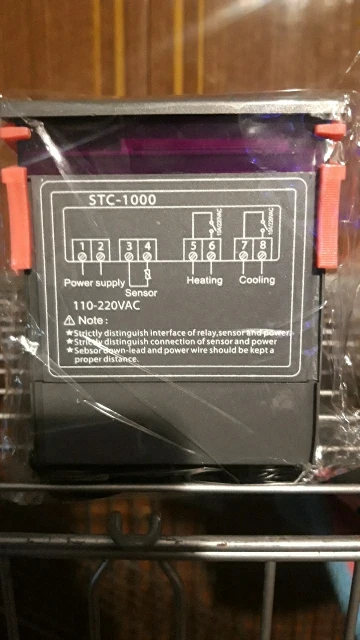 STC-1000
10A/220VAC 10A/220VAC
1 2 3 4 5 6 7 8
Power supply Sensor Heating Cooling
110-220VAC
⚠ Note :
★Strictly distinguish interface of relay,sensor and power.
★Strictly distinguish connection of sensor and power
★Sebsor down-lead and power wire should be kept a
proper distance.